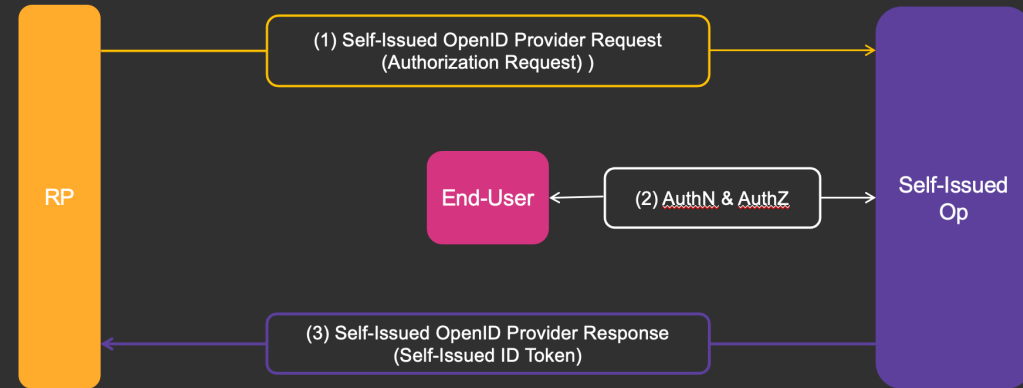 (1) Self-Issued OpenID Provider Request
(Authorization Request) )
RP
End-User
(2) AuthN & AuthZ
Self-Issued
Op
(3) Self-Issued OpenID Provider Response
(Self-Issued ID Token)